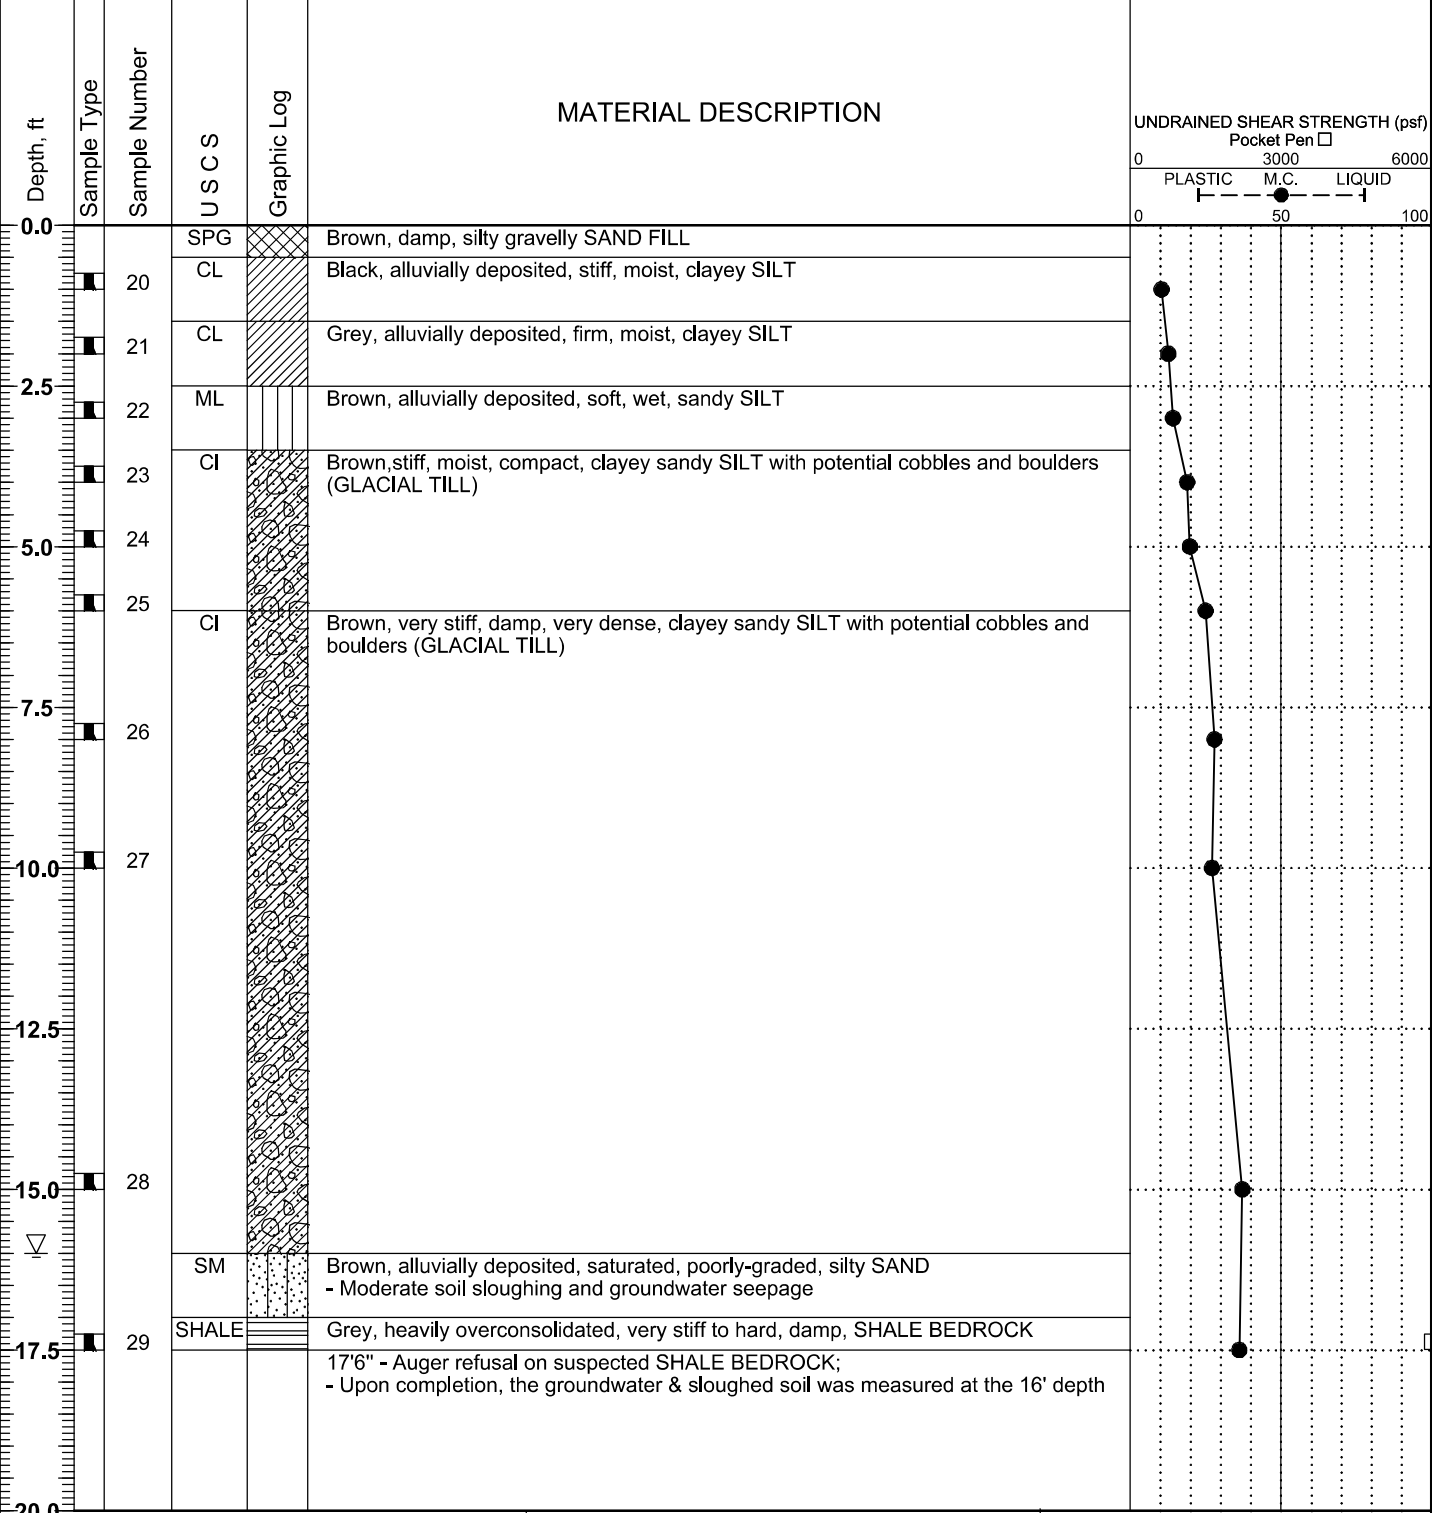 Depth, ft
Sample Type
Sample Number
U S C S
Graphic Log
MATERIAL DESCRIPTION
UNDRAINED SHEAR STRENGTH (psf)
Pocket Pen
0 3000 6000
PLASTIC M.C. LIQUID
0 50 100
0.0
SPG Brown, damp, silty gravelly SAND FILL
CL Black, alluvially deposited, stiff, moist, clayey SILT
20
CL Grey, alluvially deposited, firm, moist, clayey SILT
21
2.5
ML Brown, alluvially deposited, soft, wet, sandy SILT
22
CI Brown,stiff, moist, compact, clayey sandy SILT with potential cobbles and boulders
23
(GLACIAL TILL)
24
5.0
25
CI Brown, very stiff, damp, very dense, clayey sandy SILT with potential cobbles and
boulders (GLACIAL TILL)
7.5
26
27
10.0
12.5
28
15.0
SM Brown, alluvially deposited, saturated, poorly-graded, silty SAND
- Moderate soil sloughing and groundwater seepage
SHALE Grey, heavily overconsolidated, very stiff to hard, damp, SHALE BEDROCK
29
17.5
17'6" - Auger refusal on suspected SHALE BEDROCK;
- Upon completion, the groundwater & sloughed soil was measured at the 16' depth
20.0